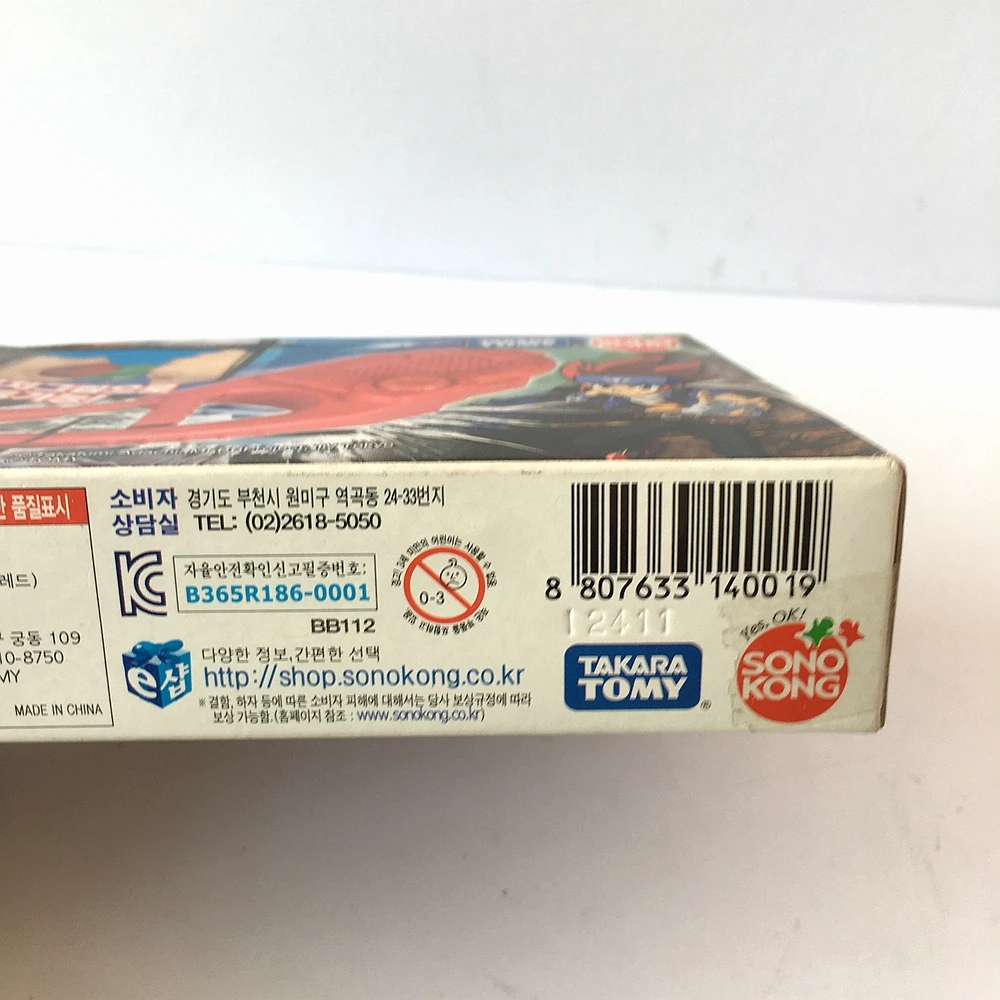 품질표시
레드)
궁동 109
10-8750
MY
MADE IN CHINA
소비자 상담실
경기도 부천시 원미구 역곡동 24-33번지
TEL: (02)2618-5050
자율안전확인신고필증번호:
B365R186-0001
0-3
BB112
e샵
다양한 정보,간편한 선택
http://shop.sonokong.co.kr
※ 결함, 하자 등에 따른 소비자 피해에 대해서는 당사 보상규정에 따라
보상 가능함. (홈페이지 참조 : www.sonokong.co.kr)
8 807633 140019
12411
TAKARA
TOMY
®
Yes, OK!
SONO
KONG